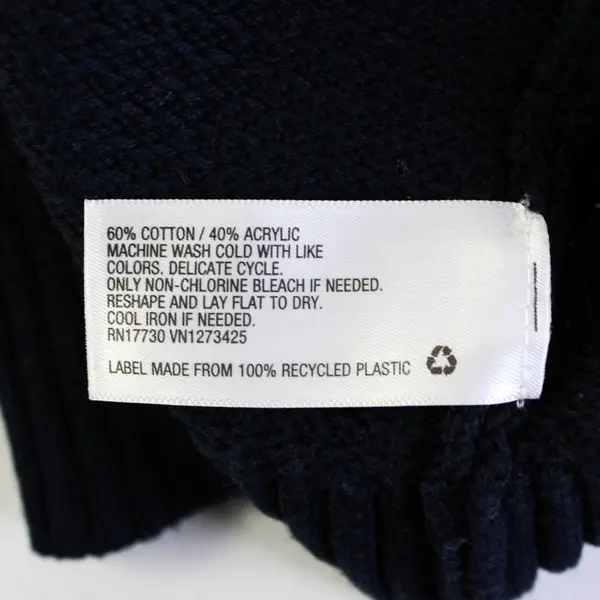 60% COTTON / 40% ACRYLIC
MACHINE WASH COLD WITH LIKE
COLORS. DELICATE CYCLE.
ONLY NON-CHLORINE BLEACH IF NEEDED.
RESHAPE AND LAY FLAT TO DRY.
COOL IRON IF NEEDED.
RN17730 VN1273425
LABEL MADE FROM 100% RECYCLED PLASTIC